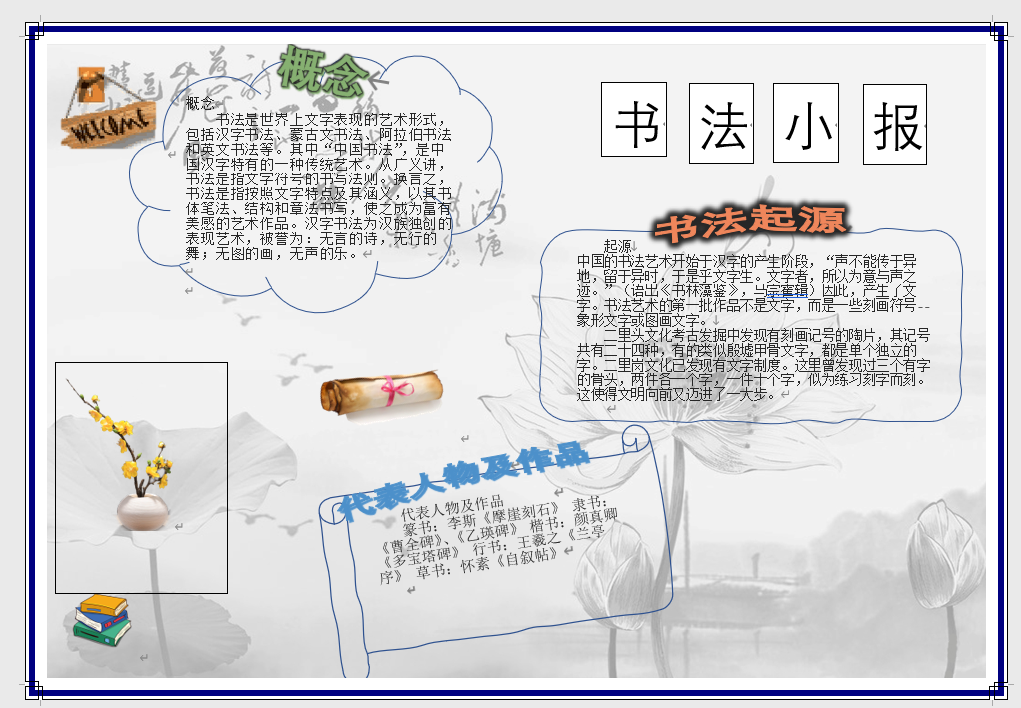 书法小报
WELCOME
概念
概念
书法是世界上文字表现的艺术形式，
包括汉字书法、蒙古文书法、阿拉伯书法
和英文书法等。其中“中国书法”，是中
国汉字特有的一种传统艺术。从广义讲，
书法是指文字符号的书写法则。换言之，
书法是指按照文字特点及其涵义，以其书
体笔法、结构和章法书写，使之成为富有
美感的艺术作品。汉字书法为汉族独创的
表现艺术，被誉为：无言的诗，无行的
舞；无图的画，无声的乐。
书法起源
起源
中国的书法艺术开始于汉字的产生阶段，“声不能传于异
地，留于异时，于是乎文字生。文字者，所以为意与声之
迹。”（语出《书林藻鉴》，当宗霍辑）因此，产生了文
字。书法艺术的第一批作品不是文字，而是一些刻画符号--
象形文字或图画文字。
二里头文化考古发掘中发现有刻画记号的陶片，其记号
共有二十四种，有的类似殷墟甲骨文字，都是单个独立的
字。二里岗文化已发现有文字制度。这里曾发现过三个有字
的骨头，两件各一个字，一件十个字，似为练习刻字而刻。
这使得文明向前又迈进了一大步。
代表人物及作品
代表人物及作品
篆书：李斯《摩崖刻石》 隶书：
《曹全碑》、《乙瑛碑》 楷书：颜真卿
《多宝塔碑》 行书：王羲之《兰亭
序》 草书：怀素《自叙帖》